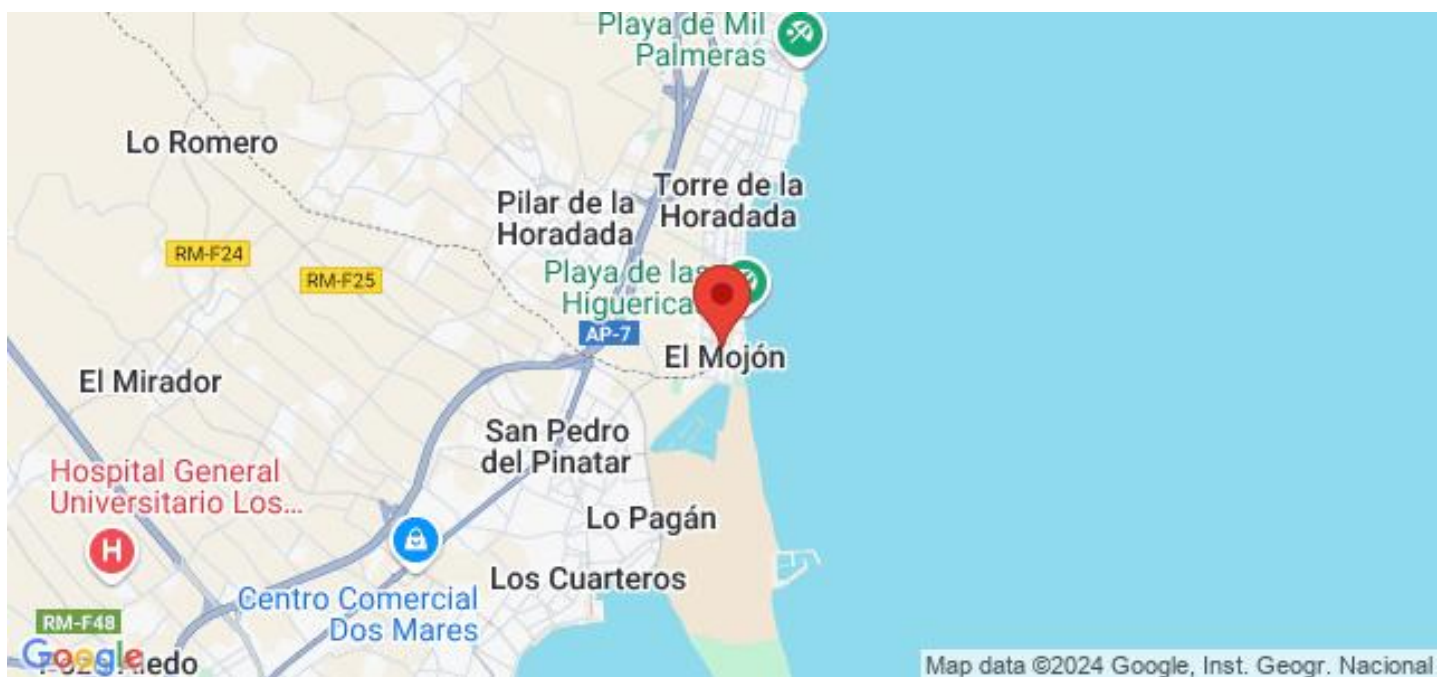 Playa de Mil
Palmeras
Lo Romero
Torre de la
Horadada
Pilar de la
Horadada
RM-F24
Playa de las
Higuerica
RM-F25
AP-7
El Mojón
El Mirador
San Pedro
del Pinatar
Hospital General
Universitario Los...
H
Lo Pagán
Los Cuarteros
Centro Comercial
Dos Mares
RM-F48
Google
edo
Map data ©2024 Google, Inst. Geogr. Nacional